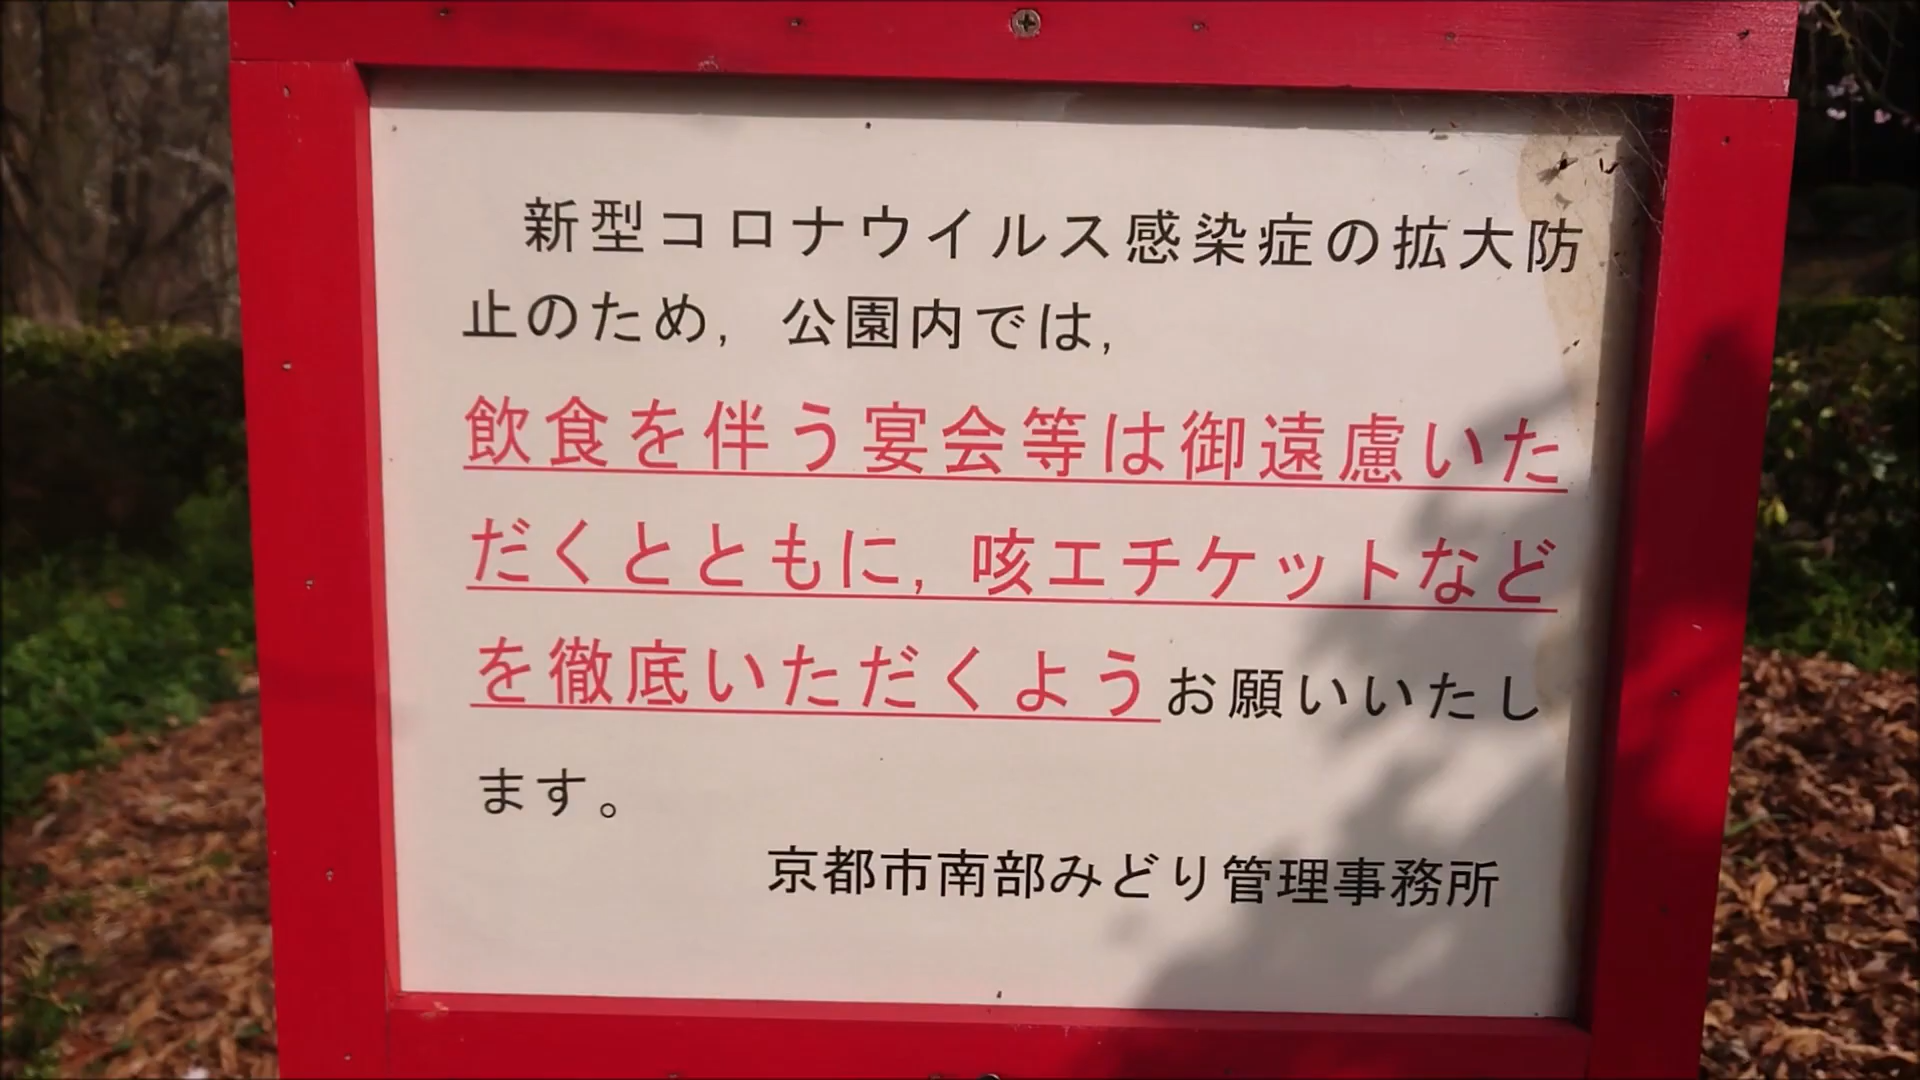 新型コロナウイルス感染症の拡大防
止のため，公園内では，
飲食を伴う宴会等は御遠慮いた
だくとともに，咳エチケットなど
を徹底いただくようお願いいたし
ます。
京都市南部みどり管理事務所